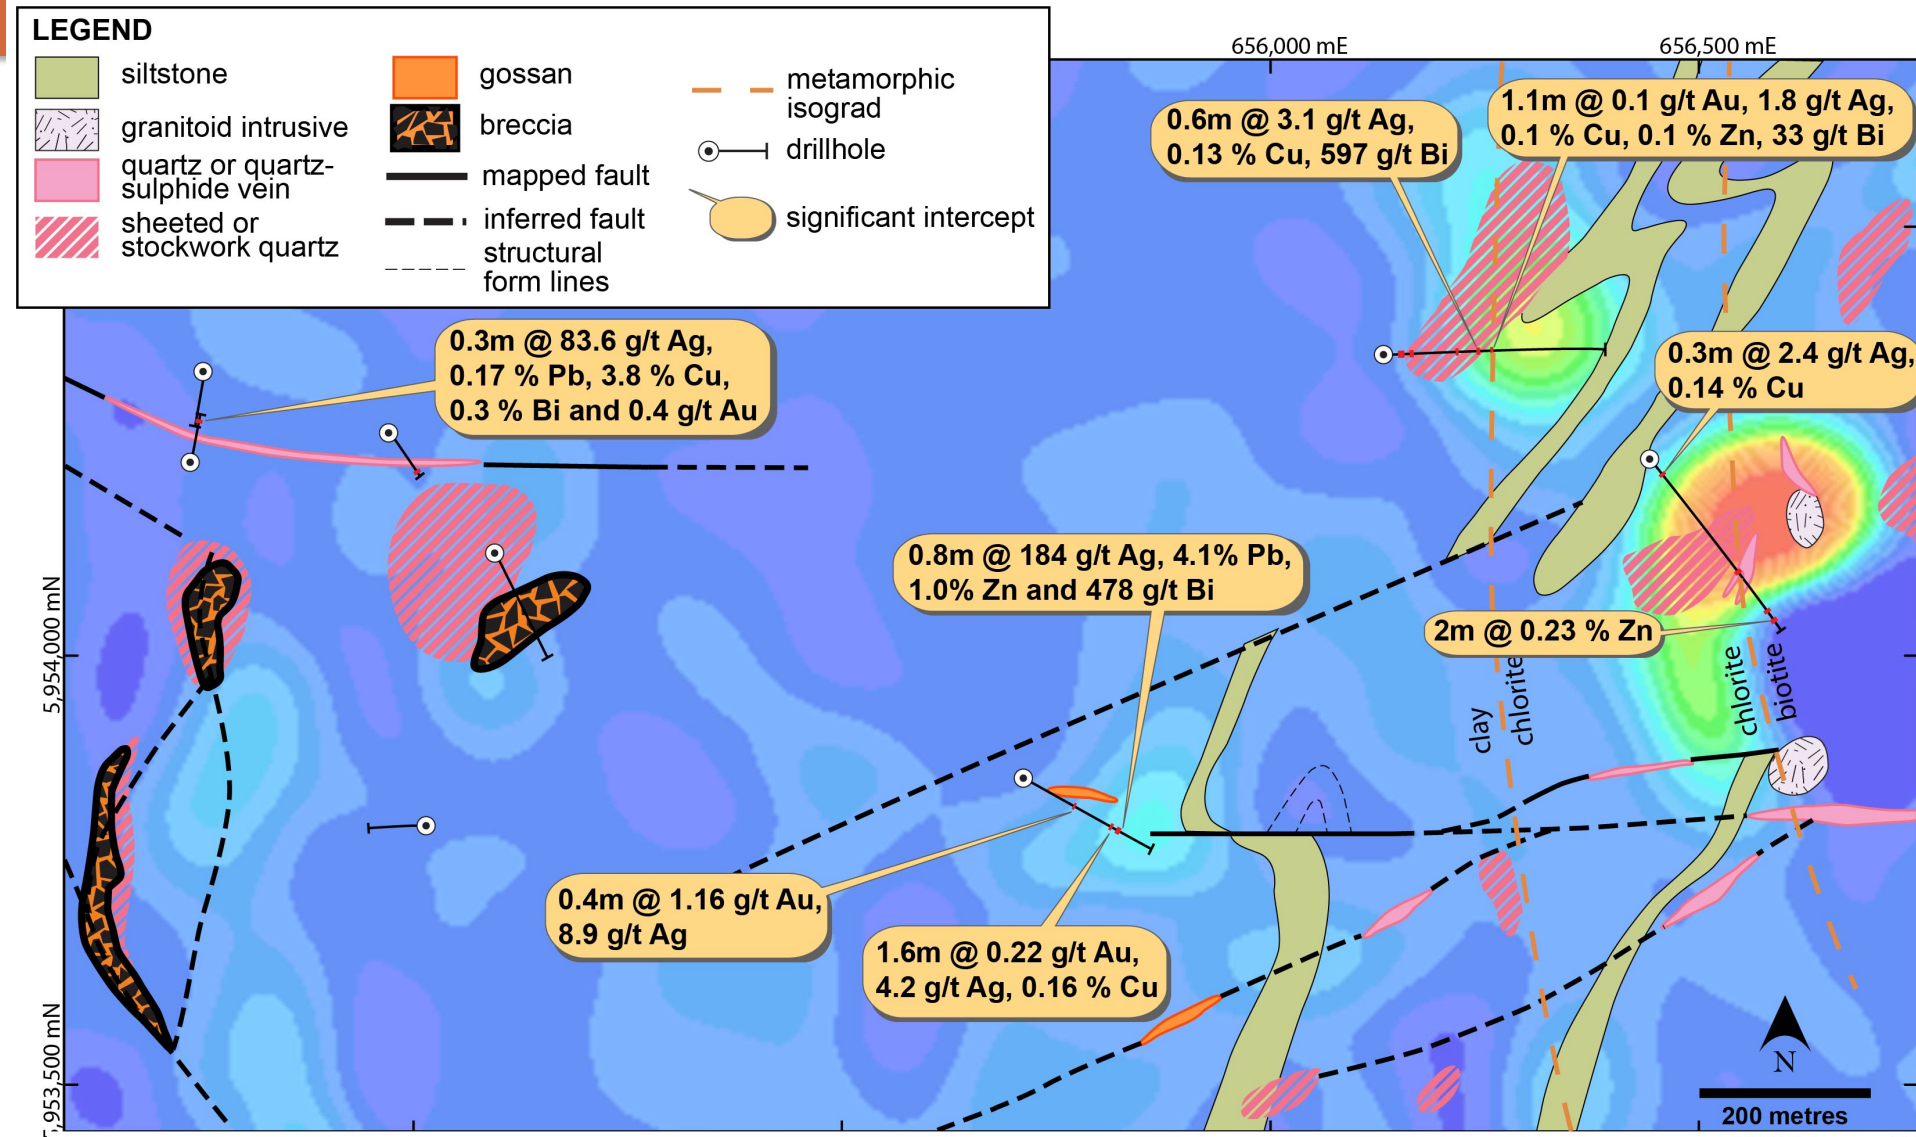 LEGEND
siltstone
granitoid intrusive
quartz or quartz-
sulphide vein
sheeted or
stockwork quartz
gossan
breccia
mapped fault
inferred fault
structural
form lines
metamorphic
isograd
drillhole
significant intercept
656,000 mE
656,500 mE
0.6m @ 3.1 g/t Ag,
0.13 % Cu, 597 g/t Bi
1.1m @ 0.1 g/t Au, 1.8 g/t Ag,
0.1 % Cu, 0.1 % Zn, 33 g/t Bi
0.3m @ 83.6 g/t Ag,
0.17 % Pb, 3.8 % Cu,
0.3 % Bi and 0.4 g/t Au
0.3m @ 2.4 g/t Ag,
0.14 % Cu
0.8m @ 184 g/t Ag, 4.1% Pb,
1.0% Zn and 478 g/t Bi
2m @ 0.23 % Zn
5,954,000 mN
clay
chlorite
chlorite
biotite
0.4m @ 1.16 g/t Au,
8.9 g/t Ag
1.6m @ 0.22 g/t Au,
4.2 g/t Ag, 0.16 % Cu
5,953,500 mN
N
200 metres